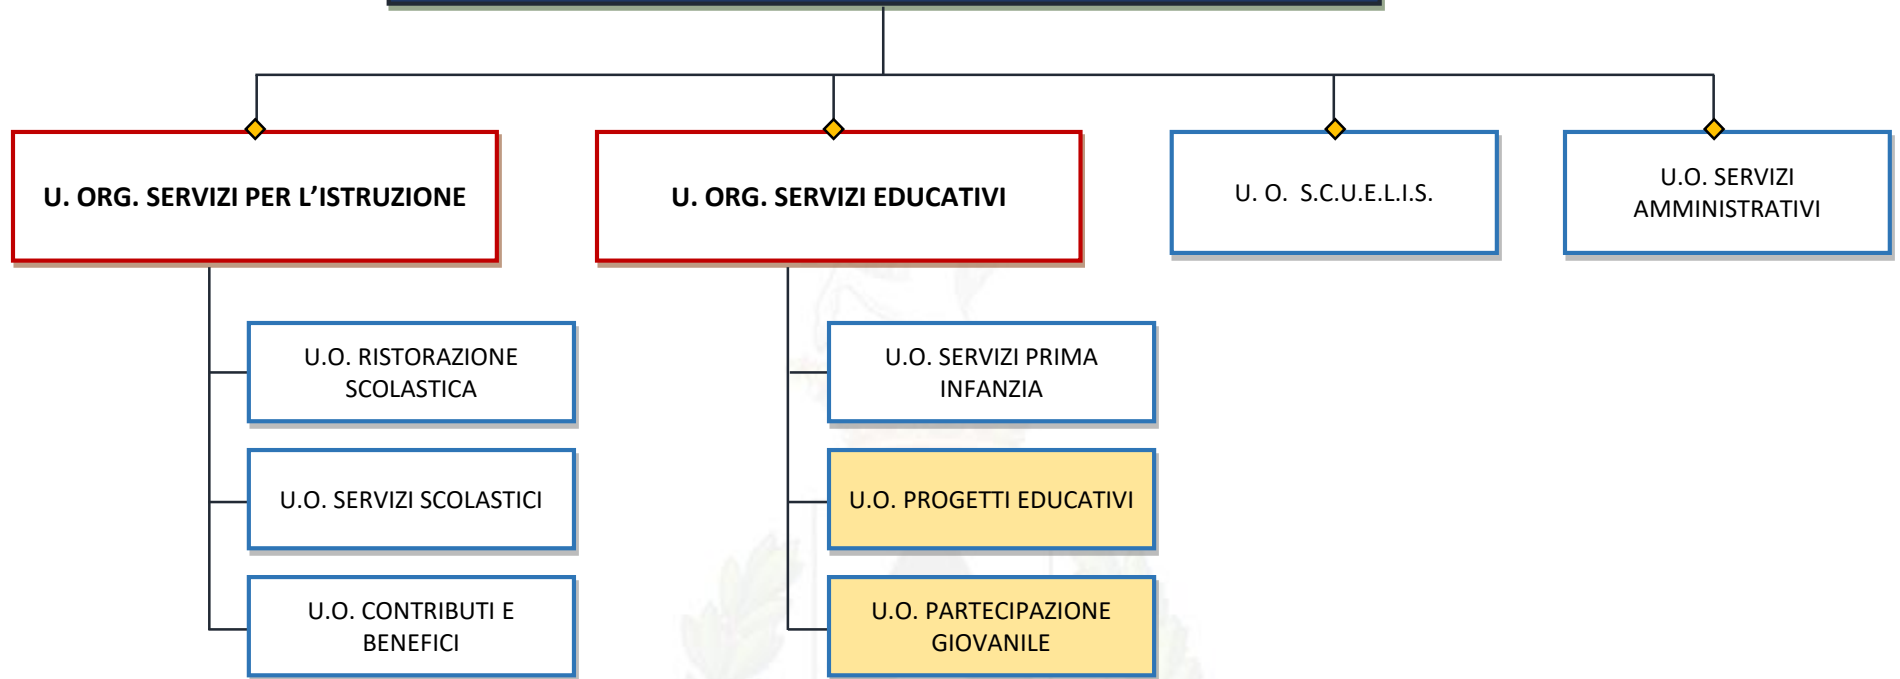 U. ORG. SERVIZI PER L’ISTRUZIONE
U. ORG. SERVIZI EDUCATIVI
U. O.  S.C.U.E.L.I.S.
U.O. SERVIZI
AMMINISTRATIVI
U.O. RISTORAZIONE
SCOLASTICA
U.O. SERVIZI SCOLASTICI
U.O. CONTRIBUTI E
BENEFICI
U.O. SERVIZI PRIMA
INFANZIA
U.O. PROGETTI EDUCATIVI
U.O. PARTECIPAZIONE
GIOVANILE